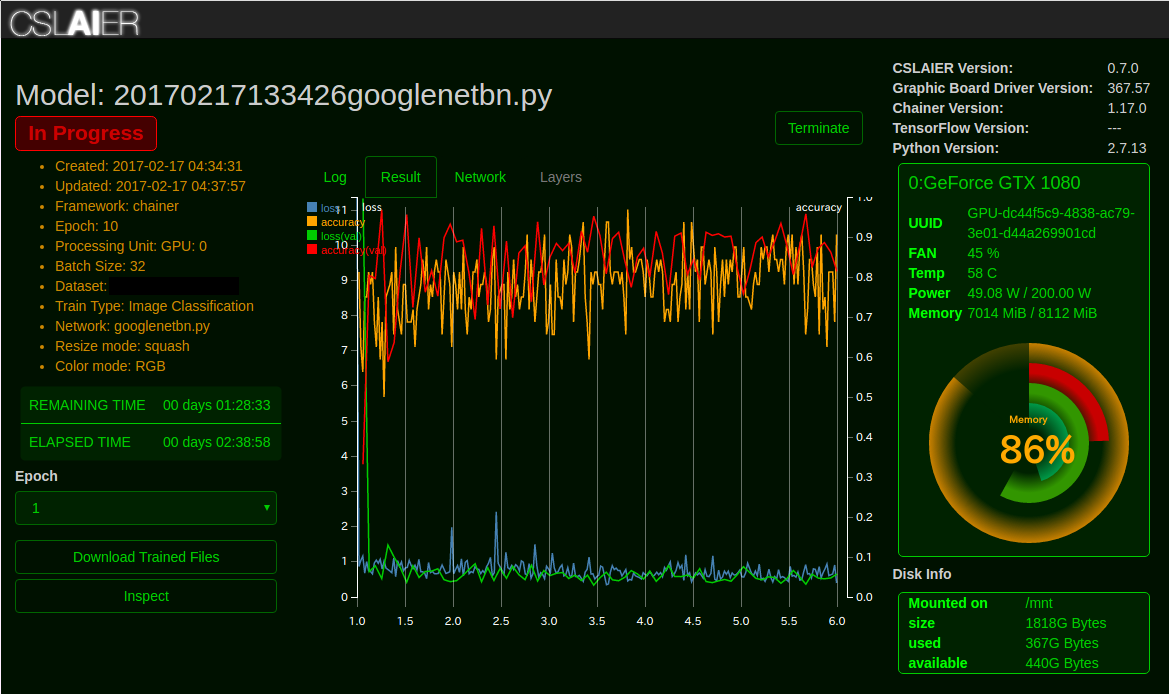 CSLAIER
Model: 20170217133426googlenetbn.py
In Progress
Terminate
Created: 2017-02-17 04:34:31
Updated: 2017-02-17 04:37:57
Framework: chainer
Epoch: 10
Processing Unit: GPU: 0
Batch Size: 32
Dataset:
Train Type: Image Classification
Network: googlenetbn.py
Resize mode: squash
Color mode: RGB
REMAINING TIME 00 days 01:28:33
ELAPSED TIME 00 days 02:38:58
Epoch
1
Download Trained Files
Inspect
Log Result Network Layers
loss
accuracy
loss(val)
accuracy(val)
loss
accuracy
11
10
9
8
7
6
5
4
3
2
1
0
1.0
0.9
0.8
0.7
0.6
0.5
0.4
0.3
0.2
0.1
0.0
1.0 1.5 2.0 2.5 3.0 3.5 4.0 4.5 5.0 5.5 6.0
CSLAIER Version: 0.7.0
Graphic Board Driver Version: 367.57
Chainer Version: 1.17.0
TensorFlow Version: ---
Python Version: 2.7.13
0:GeForce GTX 1080
UUID GPU-dc44f5c9-4838-ac79-
3e01-d44a269901cd
FAN 45 %
Temp 58 C
Power 49.08 W / 200.00 W
Memory 7014 MiB / 8112 MiB
Memory
86%
Disk Info
Mounted on /mnt
size 1818G Bytes
used 367G Bytes
available 440G Bytes